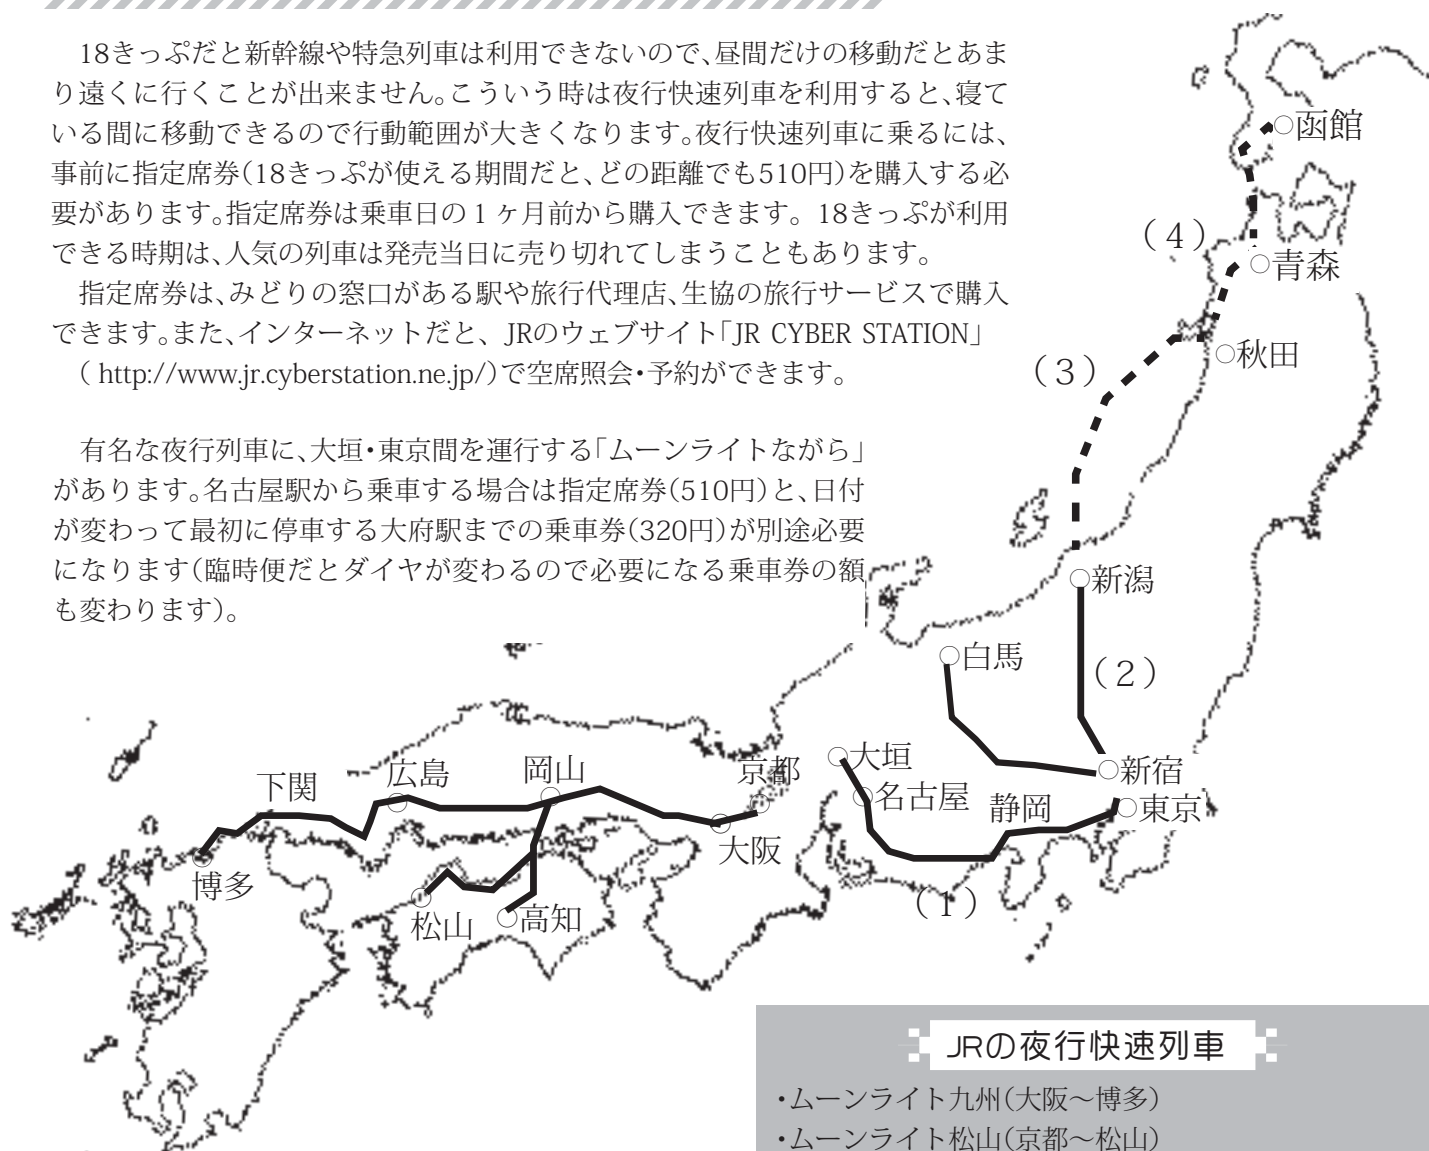 18きっぷだと新幹線や特急列車は利用できないので、昼間だけの移動だとあま
り遠くに行くことが出来ません。こういう時は夜行快速列車を利用すると、寝て
いる間に移動できるので行動範囲が大きくなります。夜行快速列車に乗るには、
事前に指定席券(18きっぷが使える期間だと、どの距離でも510円)を購入する必
要があります。指定席券は乗車日の1ヶ月前から購入できます。18きっぷが利用
できる時期は、人気の列車は発売当日に売り切れてしまうこともあります。
指定席券は、みどりの窓口がある駅や旅行代理店、生協の旅行サービスで購入
できます。また、インターネットだと、JRのウェブサイト「JR CYBER STATION」
( http://www.jr.cyberstation.ne.jp/)で空席照会・予約ができます。
有名な夜行列車に、大垣・東京間を運行する「ムーンライトながら」
があります。名古屋駅から乗車する場合は指定席券(510円)と、日付
が変わって最初に停車する大府駅までの乗車券(320円)が別途必要
になります(臨時便だとダイヤが変わるので必要になる乗車券の額
も変わります)。
函館
(4)
青森
秋田
(3)
新潟
白馬
(2)
大垣
新宿
名古屋
静岡
東京
(1)
京都
岡山
広島
下関
大阪
博多
松山
高知
JRの夜行快速列車
・ムーンライト九州(大阪〜博多)
・ムーンライト松山(京都〜松山)